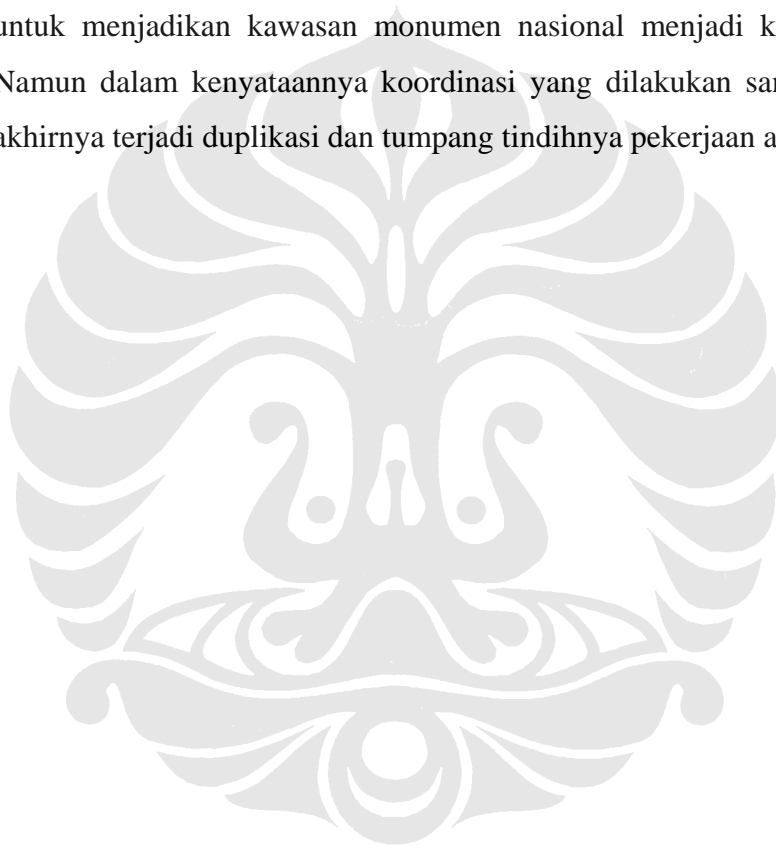 untuk menjadikan kawasan monumen nasional menjadi
Namun dalam kenyataannya koordinasi yang dilakukan
akhirnya terjadi duplikasi dan tumpang tindihnya pekerjaan